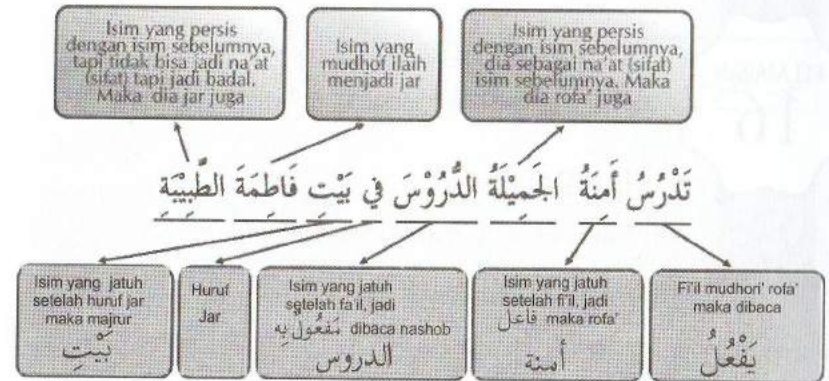 Isim yang persis
dengan isim sebelumnya,
tapi tidak bisa jadi na'at
(sifat) tapi jadi badal.
Maka dia jar juga
Isim yang
mudhof ilaih
menjadi jar
Isim yang persis
dengan isim sebelumnya,
dia sebagai na'at (sifat)
isim sebelumnya. Maka
dia rofa' juga
تَدْرُسُ أَمِنَةُ الجَمِيْلَةُ الدُّرُوْسَ في بَيْتِ فَاطِمَةَ الطَّبِيْبَةِ
Isim yang jatuh
setelah huruf jar
maka majrur
بَيْتِ
Huruf
Jar
Isim yang jatuh
setelah fa'il, jadi
مَفْعُولٌ بِه dibaca nashob
الدروس
Isim yang jatuh
setelah fi'il, jadi
فاعل maka rofa'
أمنة
Fi'il mudhori' rofa'
maka dibaca
يَفْعُلُ
16